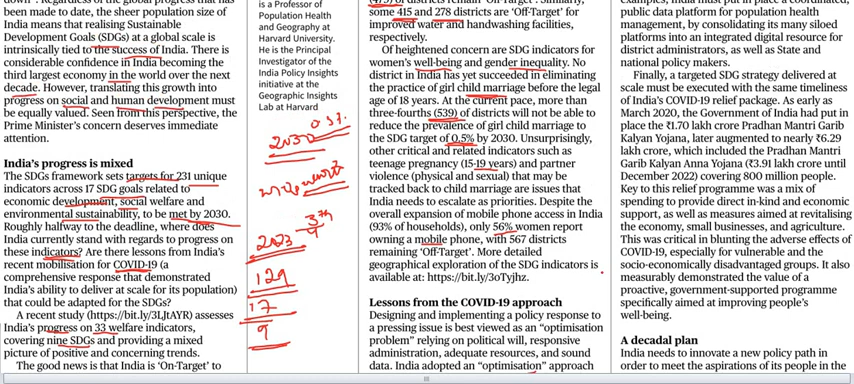 been made to date, the sheer population size of
India means that realising Sustainable
Development Goals (SDGs) at a global scale is
intrinsically tied to the success of India. There is
considerable confidence in India becoming the
third largest economy in the world over the next
decade. However, translating this growth into
progress on social and human development must
be equally valued. Seen from this perspective, the
Prime Minister's concern deserves immediate
attention.
India's progress is mixed
The SDGs framework sets targets for 231 unique
indicators across 17 SDG goals related to
economic development, social welfare and
environmental sustainability, to be met by 2030.
Roughly halfway to the deadline, where does
India currently stand with regards to progress on
these indicators? Are there lessons from India's
recent mobilisation for COVID-19 (a
comprehensive response that demonstrated
India's ability to deliver at scale for its population)
that could be adapted for the SDGs?
A recent study (https://bit.ly/3LJtAYR) assesses
India's progress on 33 welfare indicators,
covering nine SDGs and providing a mixed
picture of positive and concerning trends.
The good news is that India is 'On-Target' to
is a Professor of
Population Health
and Geography at
Harvard University.
He is the Principal
Investigator of the
India Policy Insights
initiative at the
Geographic Insights
Lab at Harvard
2030
2023
129
17
9
some 415 and 278 districts are 'Off-Target' for
improved water and handwashing facilities,
respectively.
Of heightened concern are SDG indicators for
women's well-being and gender inequality. No
district in India has yet succeeded in eliminating
the practice of girl child marriage before the legal
age of 18 years. At the current pace, more than
three-fourths (539) of districts will not be able to
reduce the prevalence of girl child marriage to
the SDG target of 0.5% by 2030. Unsurprisingly,
other critical and related indicators such as
teenage pregnancy (15-19 years) and partner
violence (physical and sexual) that may be
tracked back to child marriage are issues that
India needs to escalate as priorities. Despite the
overall expansion of mobile phone access in India
(93% of households), only 56% women report
owning a mobile phone, with 567 districts
remaining 'Off-Target'. More detailed
geographical exploration of the SDG indicators is
available at: https://bit.ly/3oTyjhz.
Lessons from the COVID-19 approach
Designing and implementing a policy response to
a pressing issue is best viewed as an "optimisation
problem" relying on political will, responsive
administration, adequate resources, and sound
data. India adopted an "optimisation" approach
public data platform for population health
management, by consolidating its many siloed
platforms into an integrated digital resource for
district administrators, as well as State and
national policy makers.
Finally, a targeted SDG strategy delivered at
scale must be executed with the same timeliness
of India's COVID-19 relief package. As early as
March 2020, the Government of India had put in
place the ₹1.70 lakh crore Pradhan Mantri Garib
Kalyan Yojana, later augmented to nearly ₹6.29
lakh crore, which included the Pradhan Mantri
Garib Kalyan Anna Yojana (₹3.91 lakh crore until
December 2022) covering 800 million people.
Key to this relief programme was a mix of
spending to provide direct in-kind and economic
support, as well as measures aimed at revitalising
the economy, small businesses, and agriculture.
This was critical in blunting the adverse effects of
COVID-19, especially for vulnerable and the
socio-economically disadvantaged groups. It also
measurably demonstrated the value of a
proactive, government-supported programme
specifically aimed at improving people's
well-being.
A decadal plan
India needs to innovate a new policy path in
order to meet the aspirations of its people in the